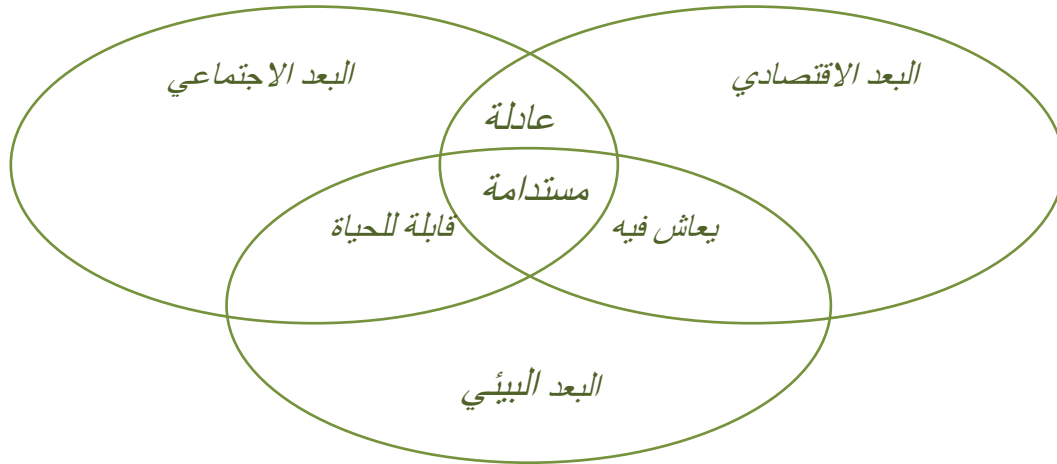 البعد الاقتصادي
البعد الاجتماعي
عادلة
مستدامة
يعاش فيه
قابلة للحياة
البعد البيئي